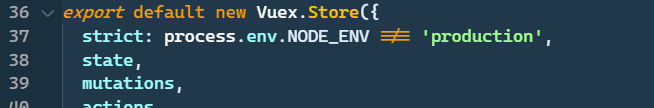 36 export default new Vuex.Store({
37 strict: process.env.NODE_ENV !== 'production',
38 state,
39 mutations,
40 actions